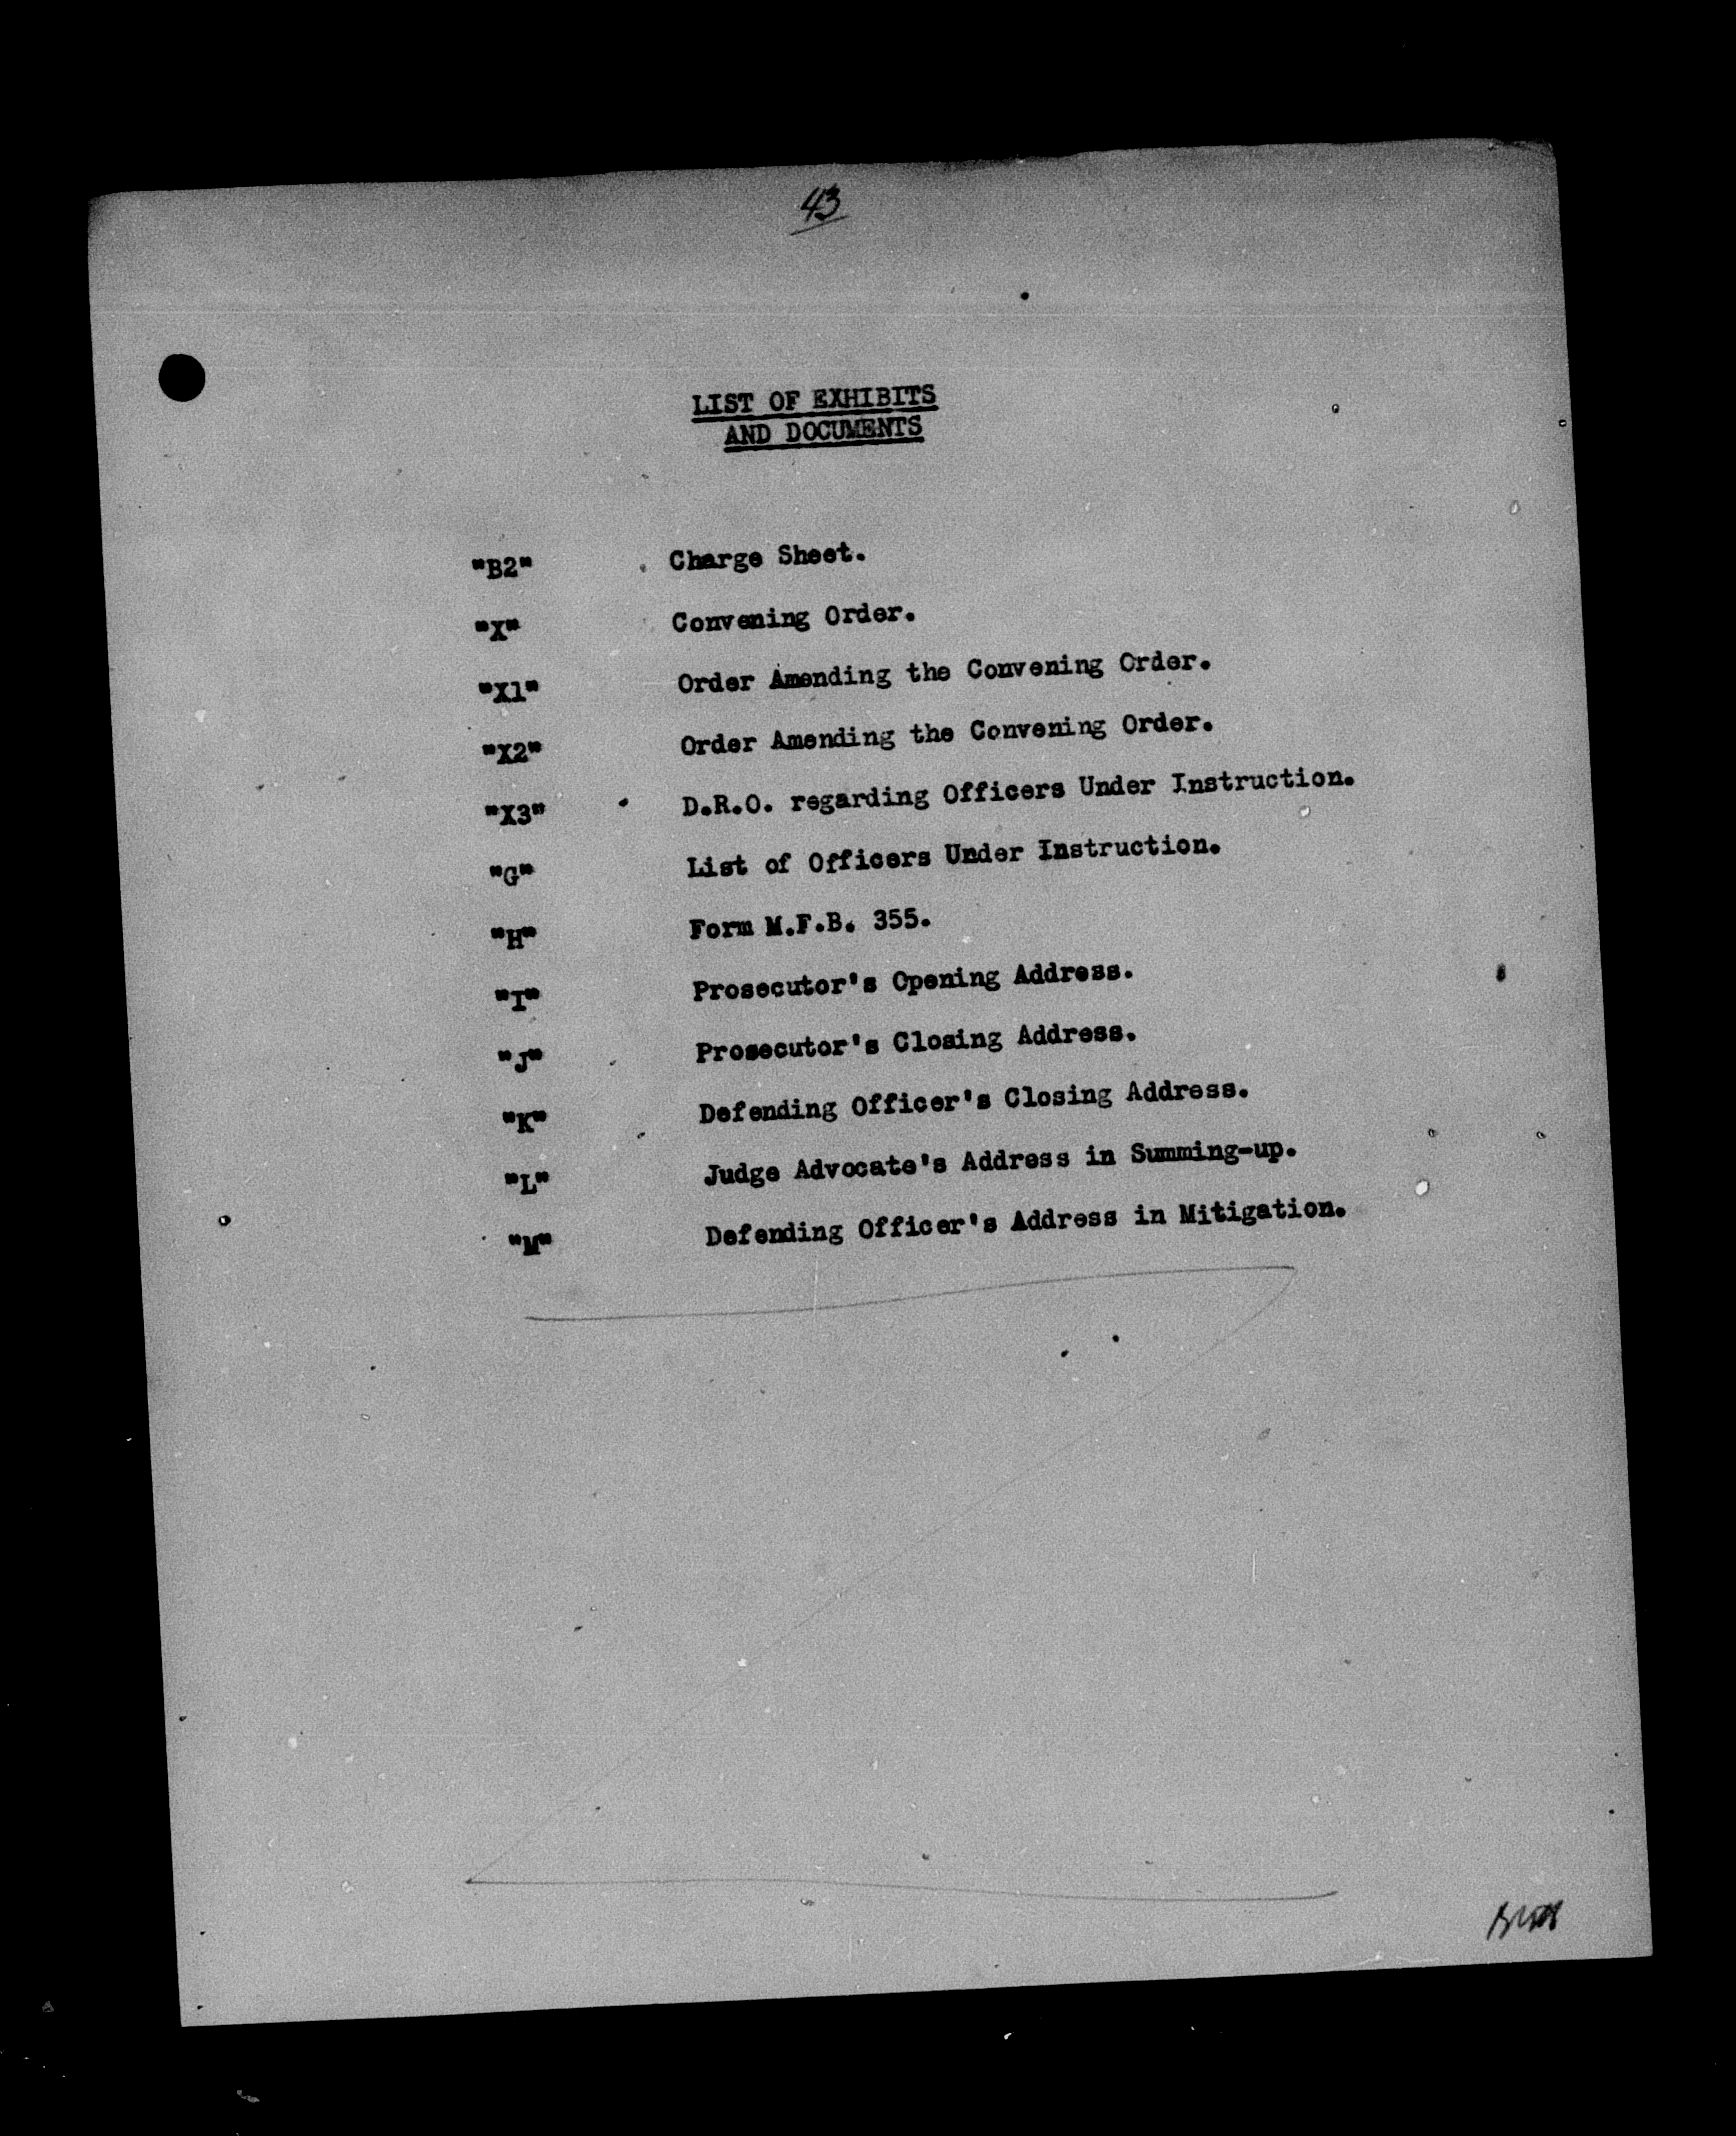 43
LIST OF EXHIBITS
AND DOCUMENTS
"B2" Charge Sheet.
"X" Convening Order.
"X1" Order Amending the Convening Order.
"X2" Order Amending the Convening Order.
"X3" D.R.O. regarding Officers Under Instruction.
"G" List of Officers Under Instruction.
"H" Form M.F.B. 355.
"I" Prosecutor's Opening Address.
"J" Prosecutor's Closing Address.
"K" Defending Officer's Closing Address.
"L" Judge Advocate's Address in Summing-up.
"M" Defending Officer's Address in Mitigation.